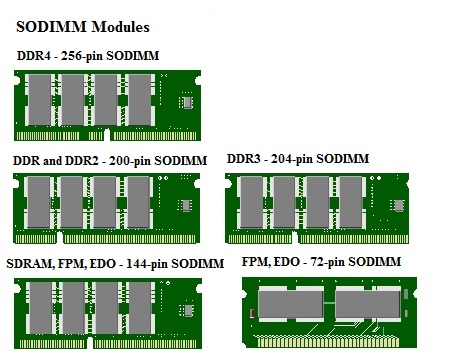 SODIMM Modules
DDR4 - 256-pin SODIMM
DDR and DDR2 - 200-pin SODIMM
DDR3 - 204-pin SODIMM
SDRAM, FPM, EDO - 144-pin SODIMM
FPM, EDO - 72-pin SODIMM